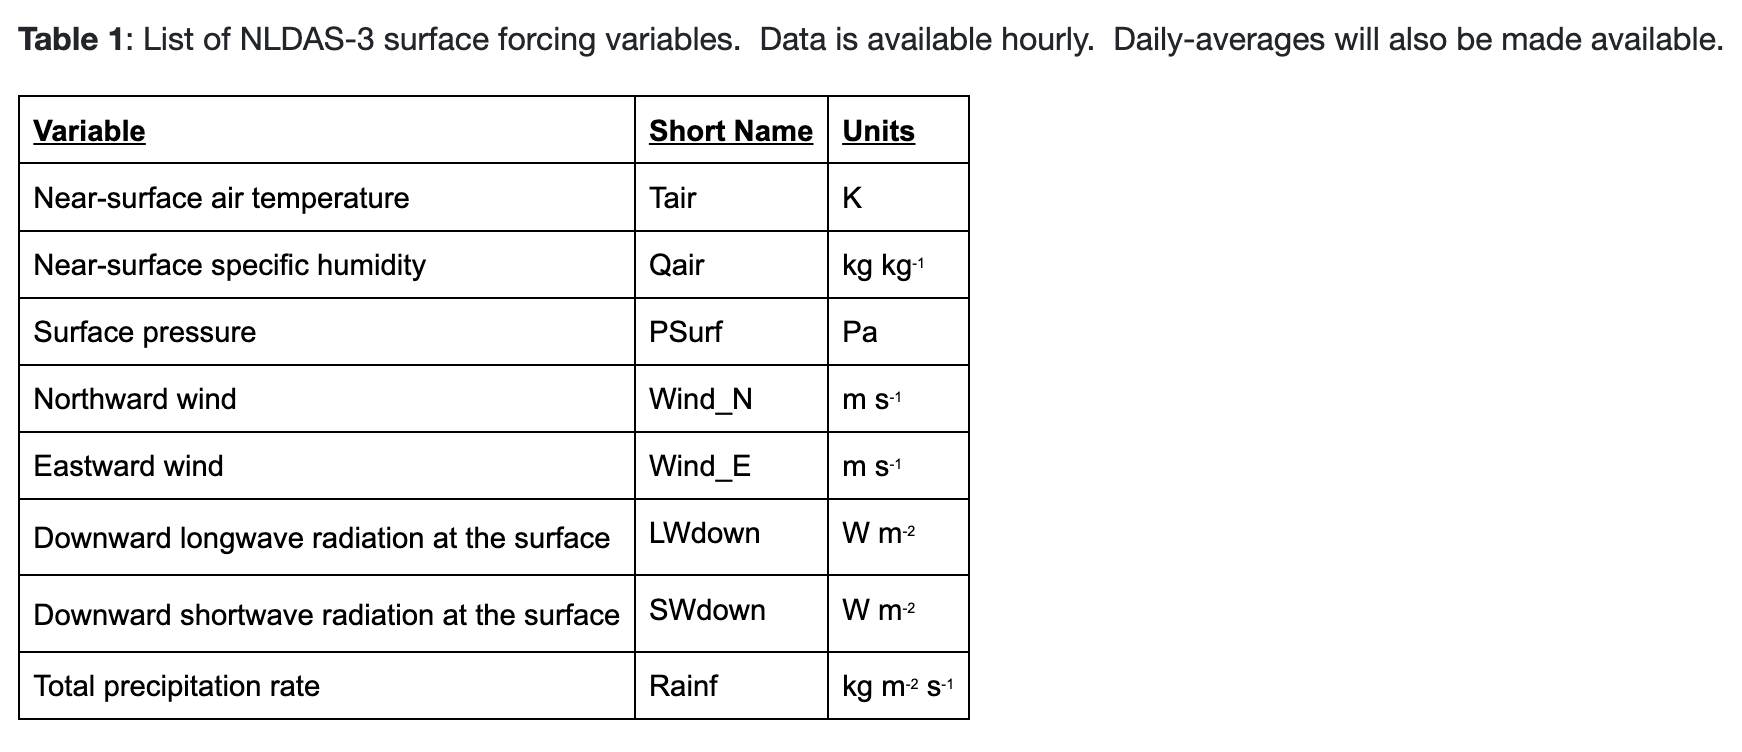 Table 1: List of NLDAS-3 surface forcing variables.  Data is available hourly.  Daily-averages will also be made available.
Variable Short Name Units
Near-surface air temperature Tair K
Near-surface specific humidity Qair kg kg-1
Surface pressure PSurf Pa
Northward wind Wind_N m s-1
Eastward wind Wind_E m s-1
Downward longwave radiation at the surface LWdown W m-2
Downward shortwave radiation at the surface SWdown W m-2
Total precipitation rate Rainf kg m-2 s-1